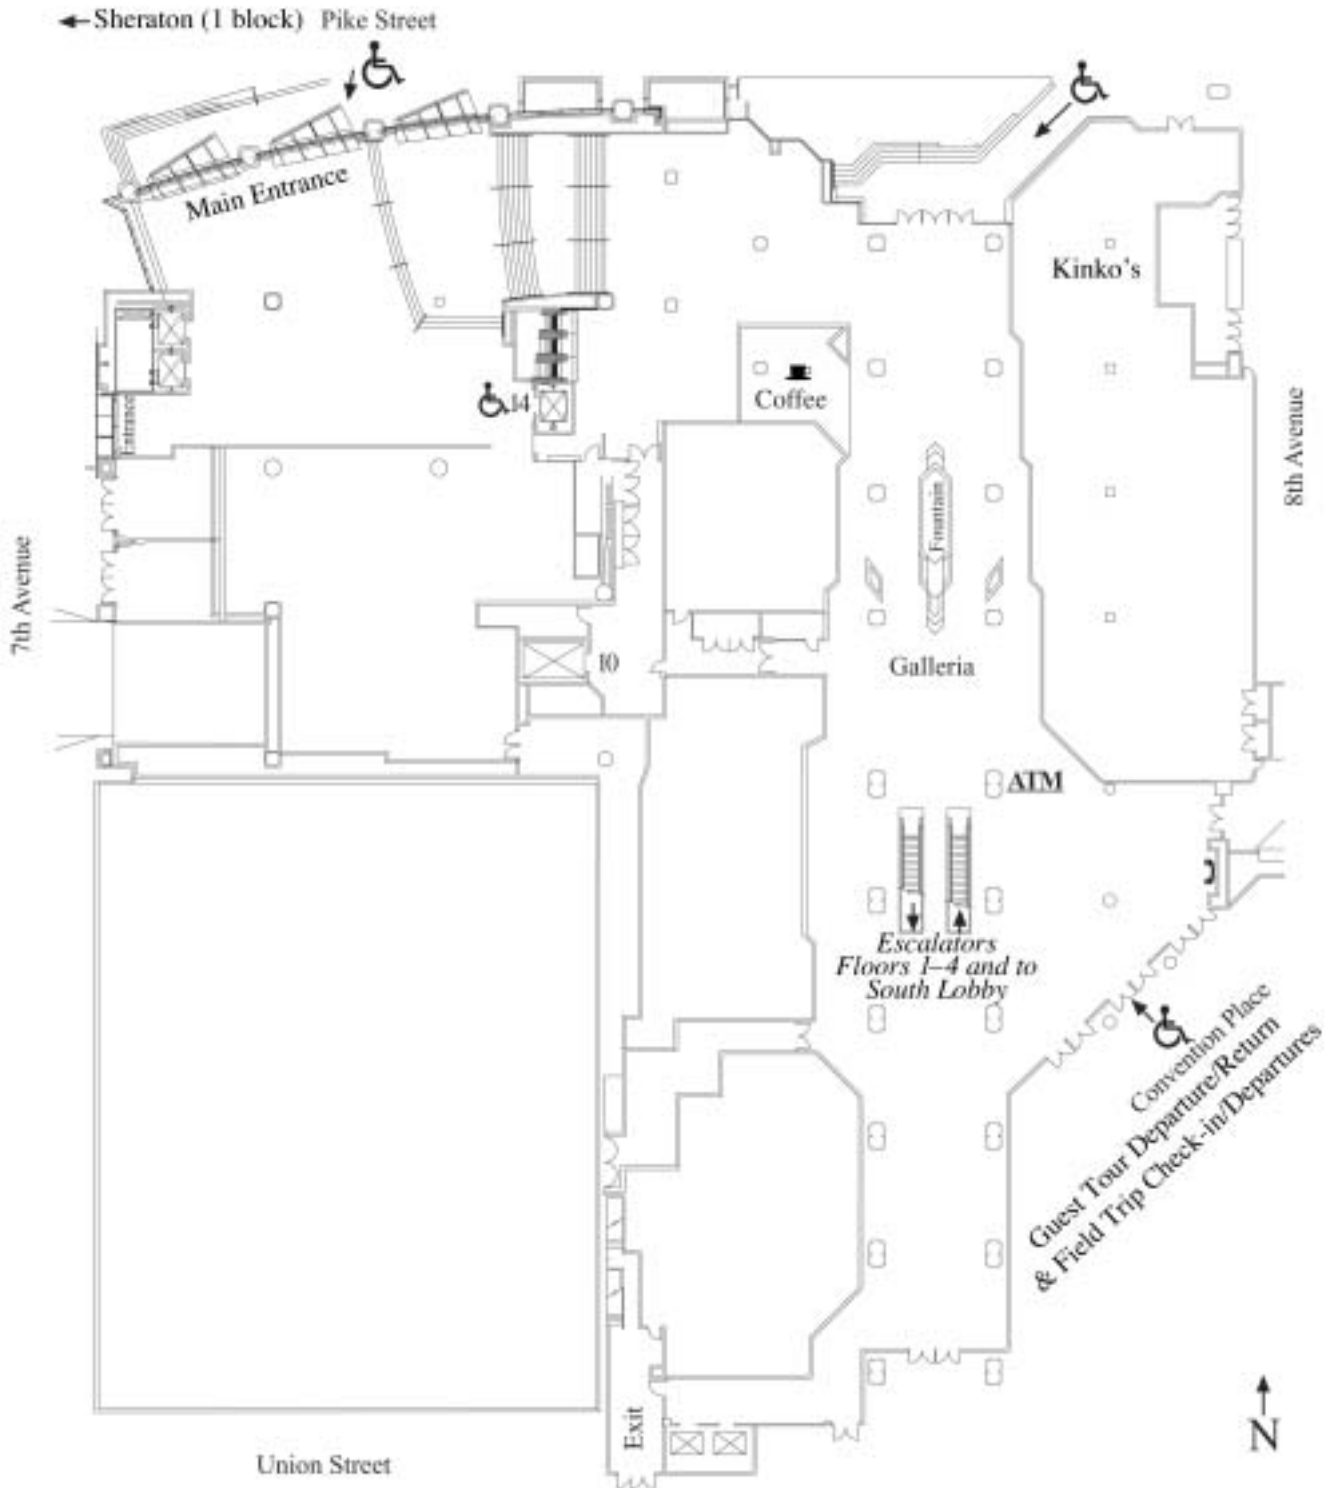 Sheraton (1 block) Pike Street
Main Entrance
Kinko's
14
Coffee
Entrance
8th Avenue
Fountain
7th Avenue
10
Galleria
ATM
Escalators
Floors 1–4 and to
South Lobby
Convention Place
Guest Tour Departure/Return
& Field Trip Check-in/Departures
Exit
N
Union Street